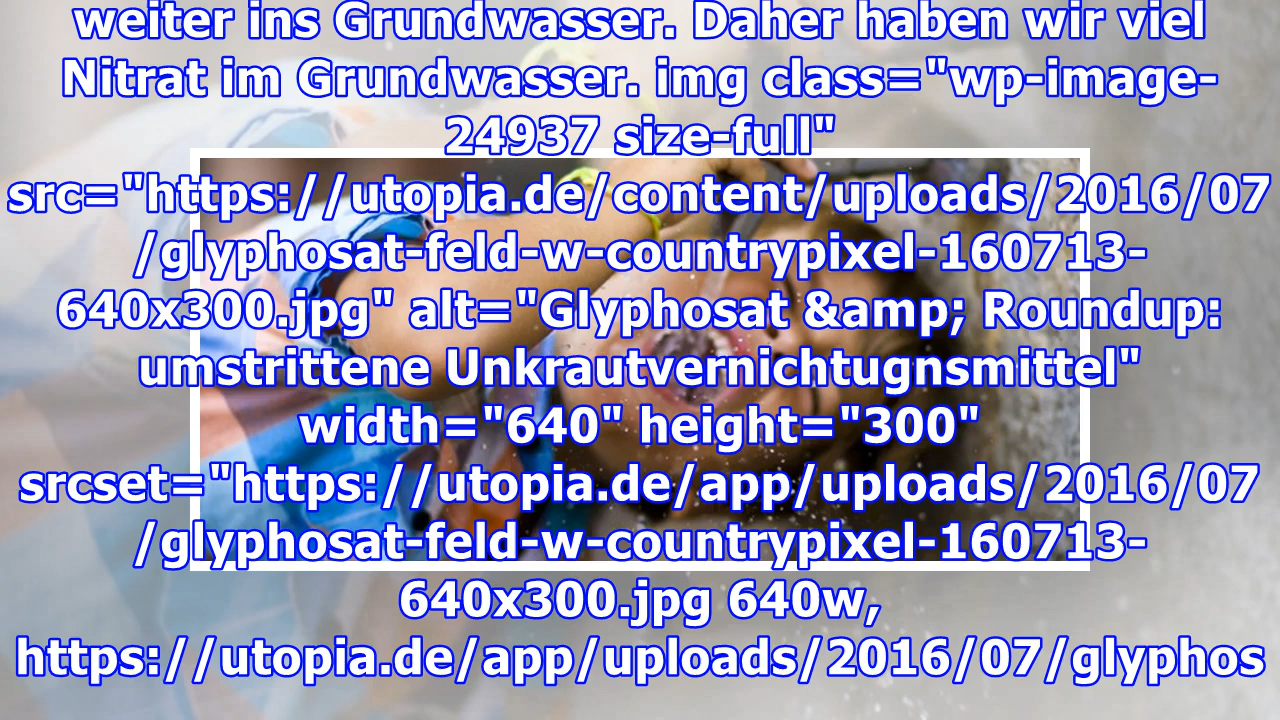 weiter ins Grundwasser. Daher haben wir viel
Nitrat im Grundwasser. img class="wp-image-
24937 size-full"
src="https://utopia.de/content/uploads/2016/07
/glyphosat-feld-w-countrypixel-160713-
640x300.jpg" alt="Glyphosat &amp; Roundup:
umstrittene Unkrautvernichtugnsmittel"
width="640" height="300"
srcset="https://utopia.de/app/uploads/2016/07
/glyphosat-feld-w-countrypixel-160713-
640x300.jpg 640w,
https://utopia.de/app/uploads/2016/07/glyphos